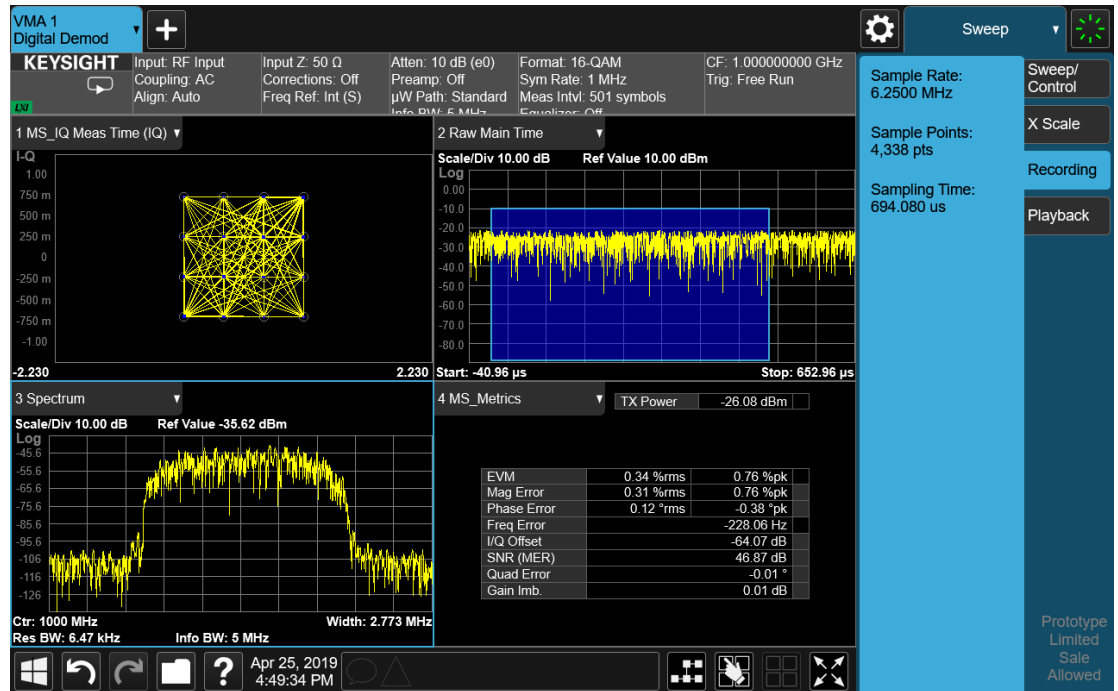 VMA 1
Digital Demod
Sweep
KEYSIGHT
LXI
Input: RF Input
Coupling: AC
Align: Auto
Input Z: 50 Ω
Corrections: Off
Freq Ref: Int (S)
Atten: 10 dB (e0)
Preamp: Off
µW Path: Standard
Info BW: 5 MHz
Format: 16-QAM
Sym Rate: 1 MHz
Meas Intvl: 501 symbols
Equalizer: Off
CF: 1.000000000 GHz
Trig: Free Run
1 MS_IQ Meas Time (IQ)
I-Q
1.00
750 m
500 m
250 m
0
-250 m
-500 m
-750 m
-1.00
-2.230
2.230
2 Raw Main Time
Scale/Div 10.00 dB
Ref Value 10.00 dBm
Log
0.00
-10.0
-20.0
-30.0
-40.0
-50.0
-60.0
-70.0
-80.0
Start: -40.96 µs
Stop: 652.96 µs
3 Spectrum
Scale/Div 10.00 dB
Ref Value -35.62 dBm
Log
-45.6
-55.6
-65.6
-75.6
-85.6
-95.6
-106
-116
-126
Ctr: 1000 MHz
Width: 2.773 MHz
Res BW: 6.47 kHz
Info BW: 5 MHz
4 MS_Metrics
TX Power -26.08 dBm
EVM 0.34 %rms 0.76 %pk
Mag Error 0.31 %rms 0.76 %pk
Phase Error 0.12 °rms -0.38 °pk
Freq Error -228.06 Hz
I/Q Offset -64.07 dB
SNR (MER) 46.87 dB
Quad Error -0.01 °
Gain Imb. 0.01 dB
Sample Rate:
6.2500 MHz
Sample Points:
4,338 pts
Sampling Time:
694.080 us
Sweep/
Control
X Scale
Recording
Playback
Prototype
Limited
Sale
Allowed
?
Apr 25, 2019
4:49:34 PM